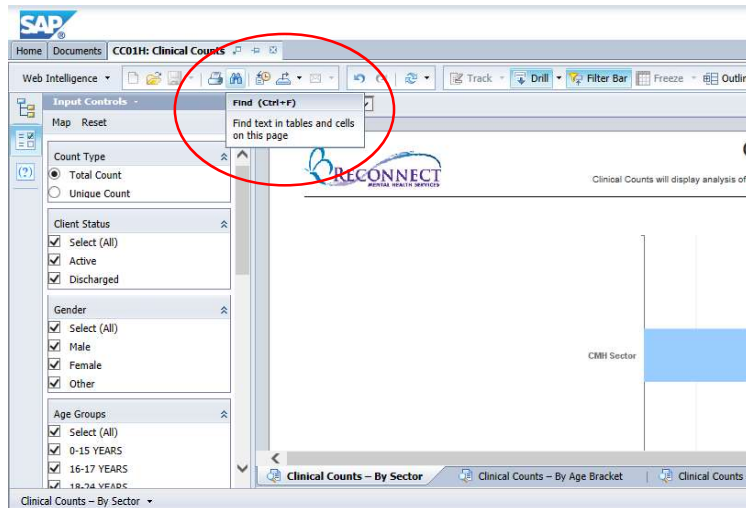 SAP
Home Documents CC01H: Clinical Counts
Web Intelligence Track Drill Filter Bar Freeze Outlin
Input Controls
Find (Ctrl+F)
Find text in tables and cells
on this page
Map Reset
Count Type
Total Count
Unique Count
RECONNECT
MENTAL HEALTH SERVICES
Clinical Counts will display analysis of
Client Status
Select (All)
Active
Discharged
Gender
Select (All)
Male
Female
Other
CMH Sector
Age Groups
Select (All)
0-15 YEARS
16-17 YEARS
18-24 YEARS
Clinical Counts – By Sector Clinical Counts – By Age Bracket Clinical Counts
Clinical Counts – By Sector